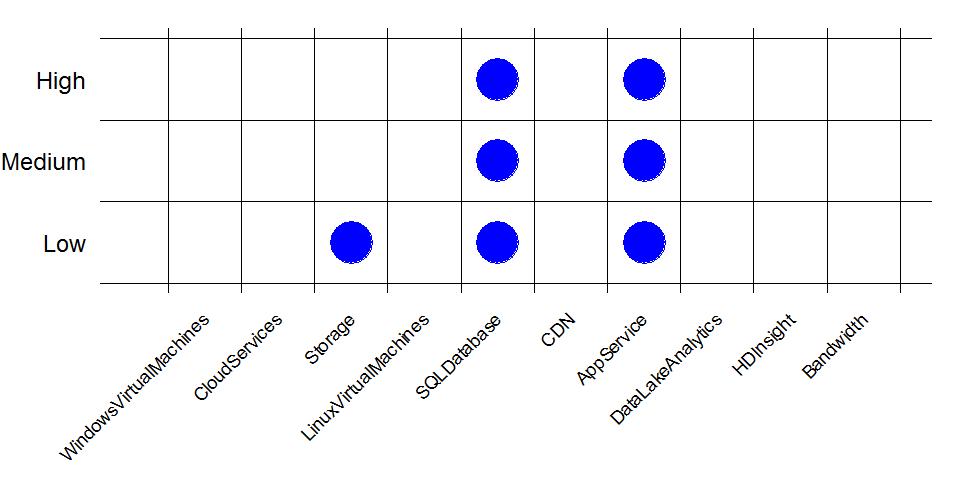 High
Medium
Low
WindowsVirtualMachines
CloudServices
Storage
LinuxVirtualMachines
SQLDatabase
CDN
AppService
DataLakeAnalytics
HDInsight
Bandwidth